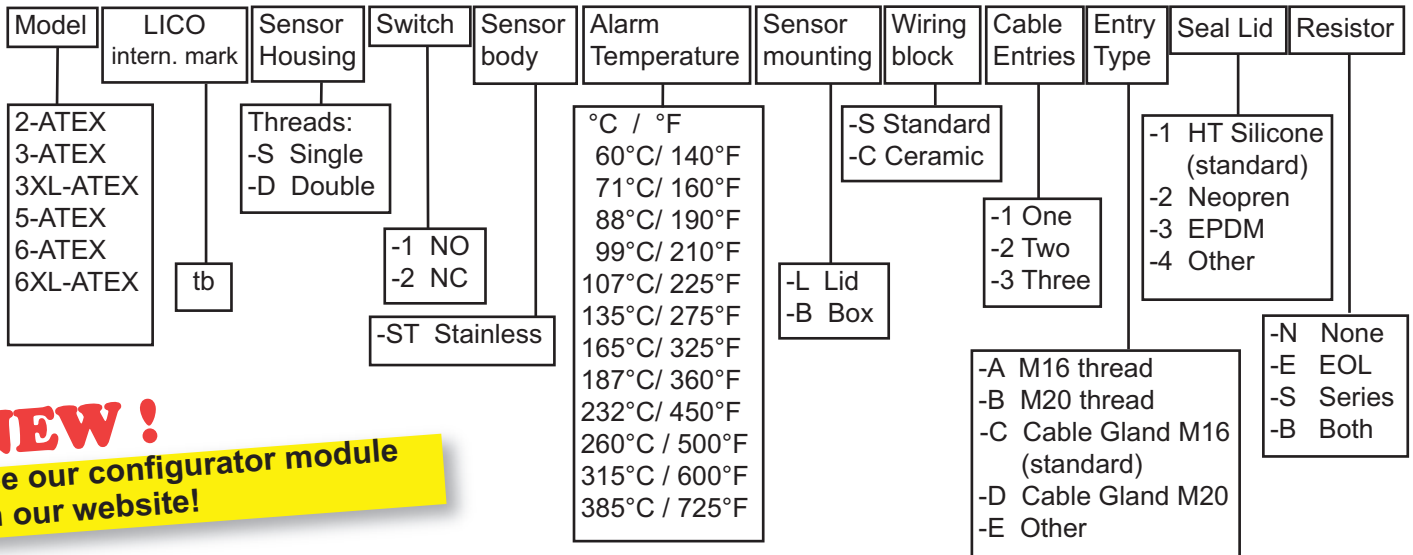 Model
LICO
intern. mark
Sensor
Housing
Switch
Sensor
body
Alarm
Temperature
Sensor
mounting
Wiring
block
Cable
Entries
Entry
Type
Seal Lid
Resistor
2-ATEX
3-ATEX
3XL-ATEX
5-ATEX
6-ATEX
6XL-ATEX
tb
Threads:
-S Single
-D Double
-1 NO
-2 NC
-ST Stainless
°C / °F
60°C/ 140°F
71°C/ 160°F
88°C/ 190°F
99°C/ 210°F
107°C/ 225°F
135°C/ 275°F
165°C/ 325°F
187°C/ 360°F
232°C/ 450°F
260°C / 500°F
315°C / 600°F
385°C / 725°F
-L Lid
-B Box
-S Standard
-C Ceramic
-1 One
-2 Two
-3 Three
-A M16 thread
-B M20 thread
-C Cable Gland M16
(standard)
-D Cable Gland M20
-E Other
-1 HT Silicone
(standard)
-2 Neopren
-3 EPDM
-4 Other
-N None
-E EOL
-S Series
-B Both
NEW !
our configurator module
our website!